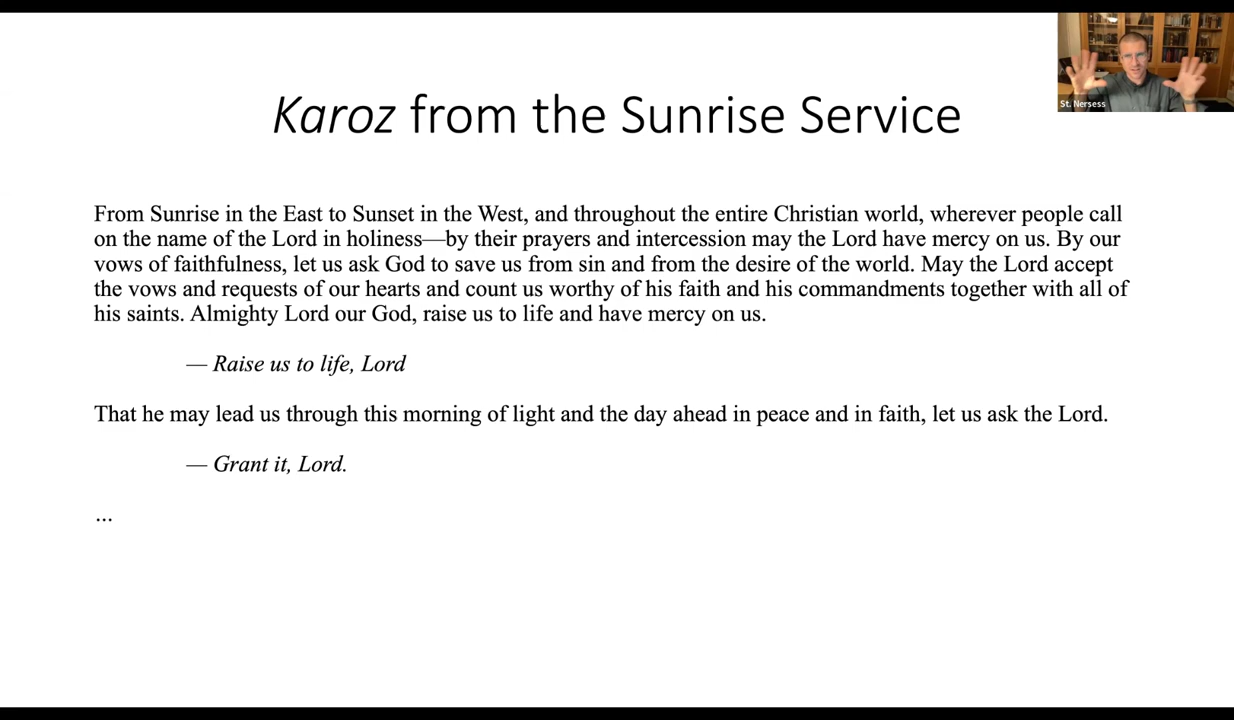 St. Nersess
Karoz from the Sunrise Service
From Sunrise in the East to Sunset in the West, and throughout the entire Christian world, wherever people call
on the name of the Lord in holiness—by their prayers and intercession may the Lord have mercy on us. By our
vows of faithfulness, let us ask God to save us from sin and from the desire of the world. May the Lord accept
the vows and requests of our hearts and count us worthy of his faith and his commandments together with all of
his saints. Almighty Lord our God, raise us to life and have mercy on us.
— Raise us to life, Lord
That he may lead us through this morning of light and the day ahead in peace and in faith, let us ask the Lord.
— Grant it, Lord.
...